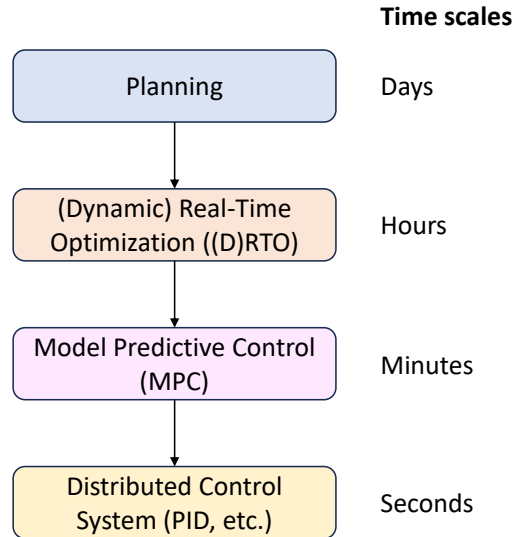 Time scales
Planning
Days
(Dynamic) Real-Time
Optimization ((D)RTO)
Hours
Model Predictive Control
(MPC)
Minutes
Distributed Control
System (PID, etc.)
Seconds